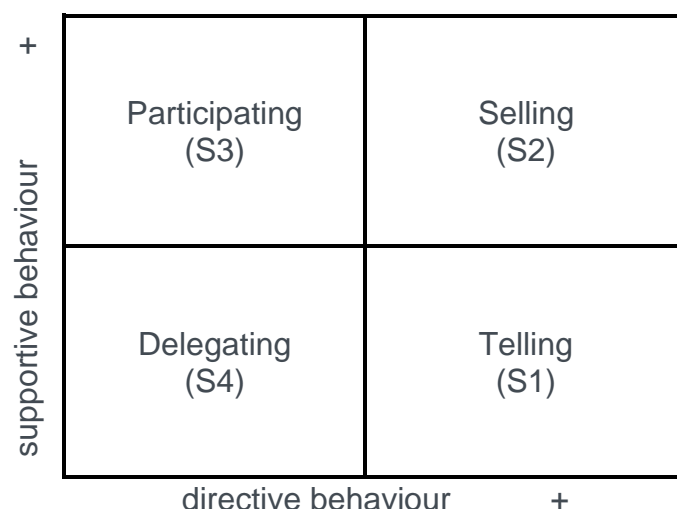 +
Participating
(S3)
Selling
(S2)
supportive behaviour
Delegating
(S4)
Telling
(S1)
directive behaviour +